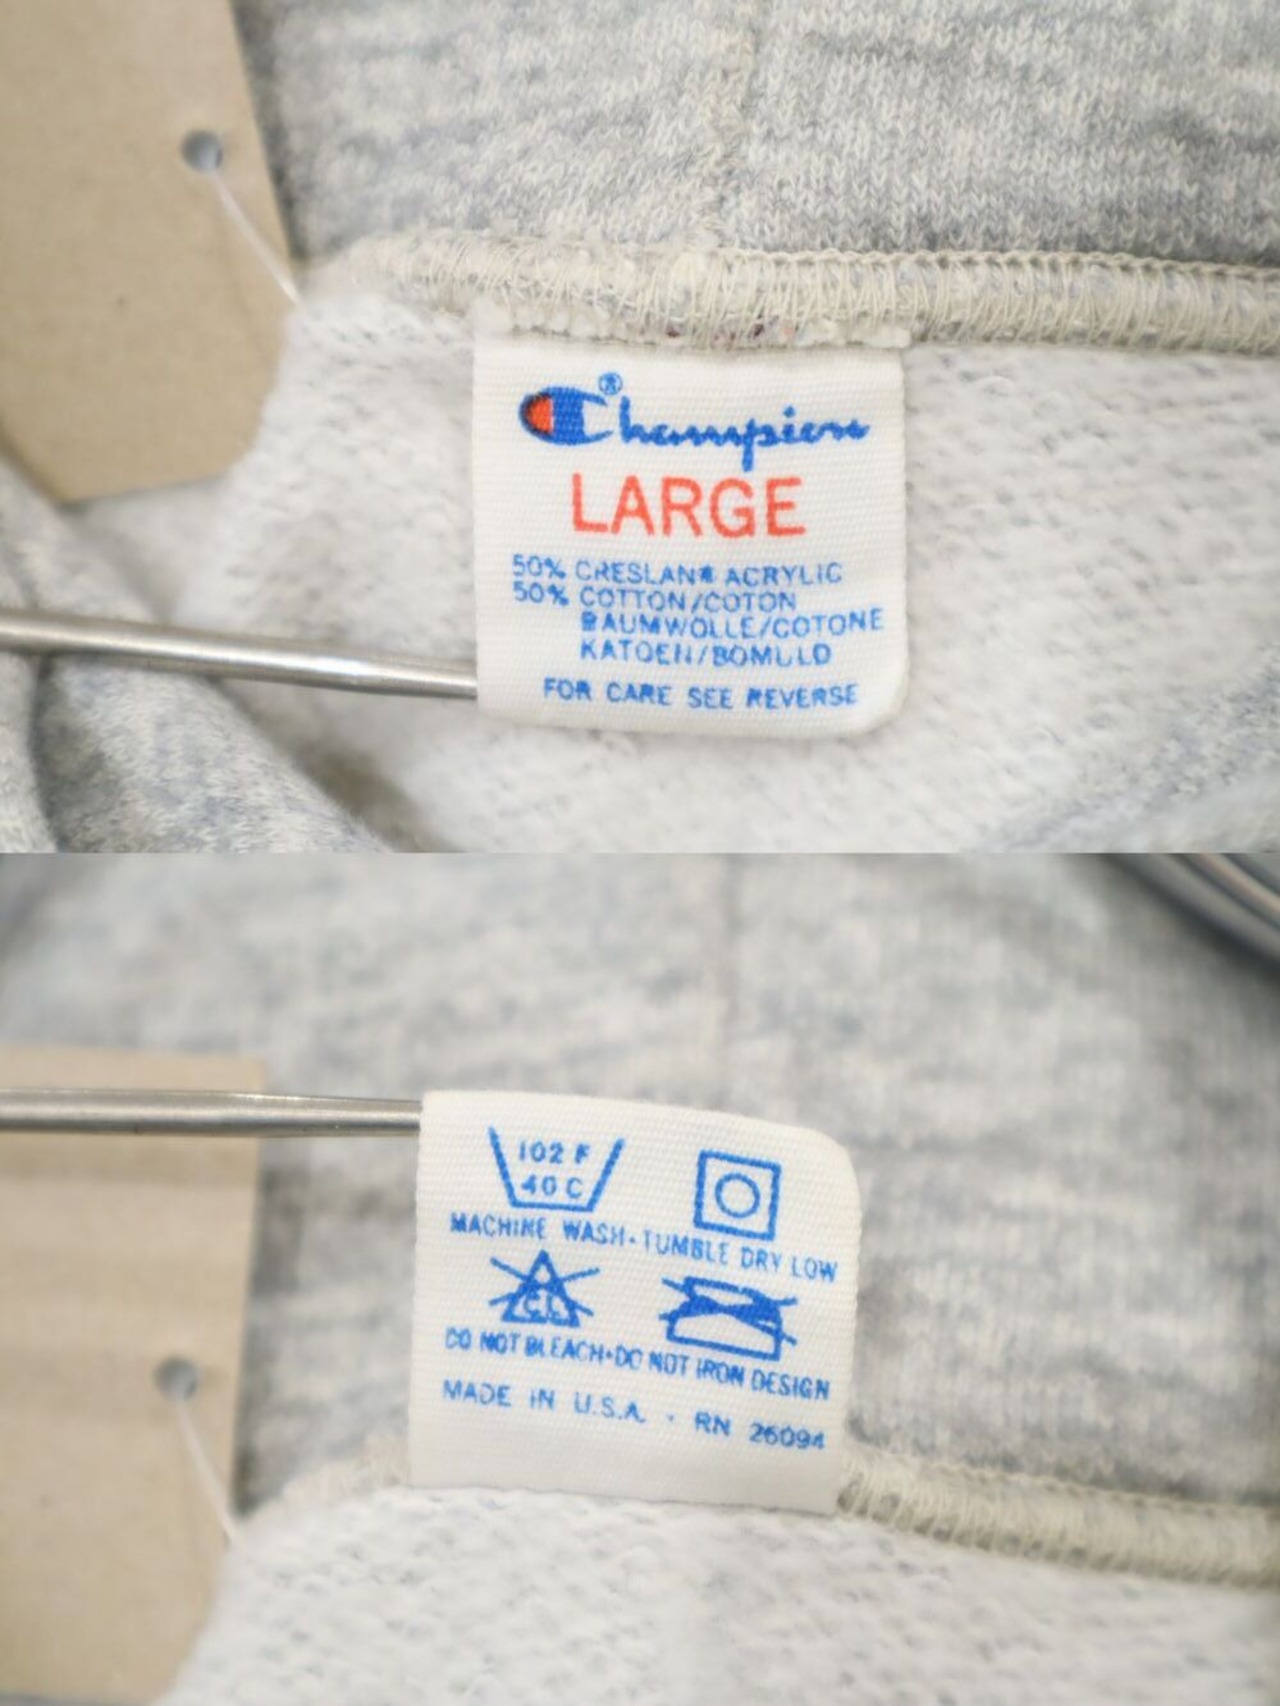 Champion®
LARGE
50% CRESLAN® ACRYLIC
50% COTTON/COTON
BAUMWOLLE/COTONE
KATOEN/BOMULD
FOR CARE SEE REVERSE
102 F
40 C
MACHINE WASH · TUMBLE DRY LOW
CL
DO NOT BLEACH · DO NOT IRON DESIGN
MADE IN U.S.A. · RN 26094